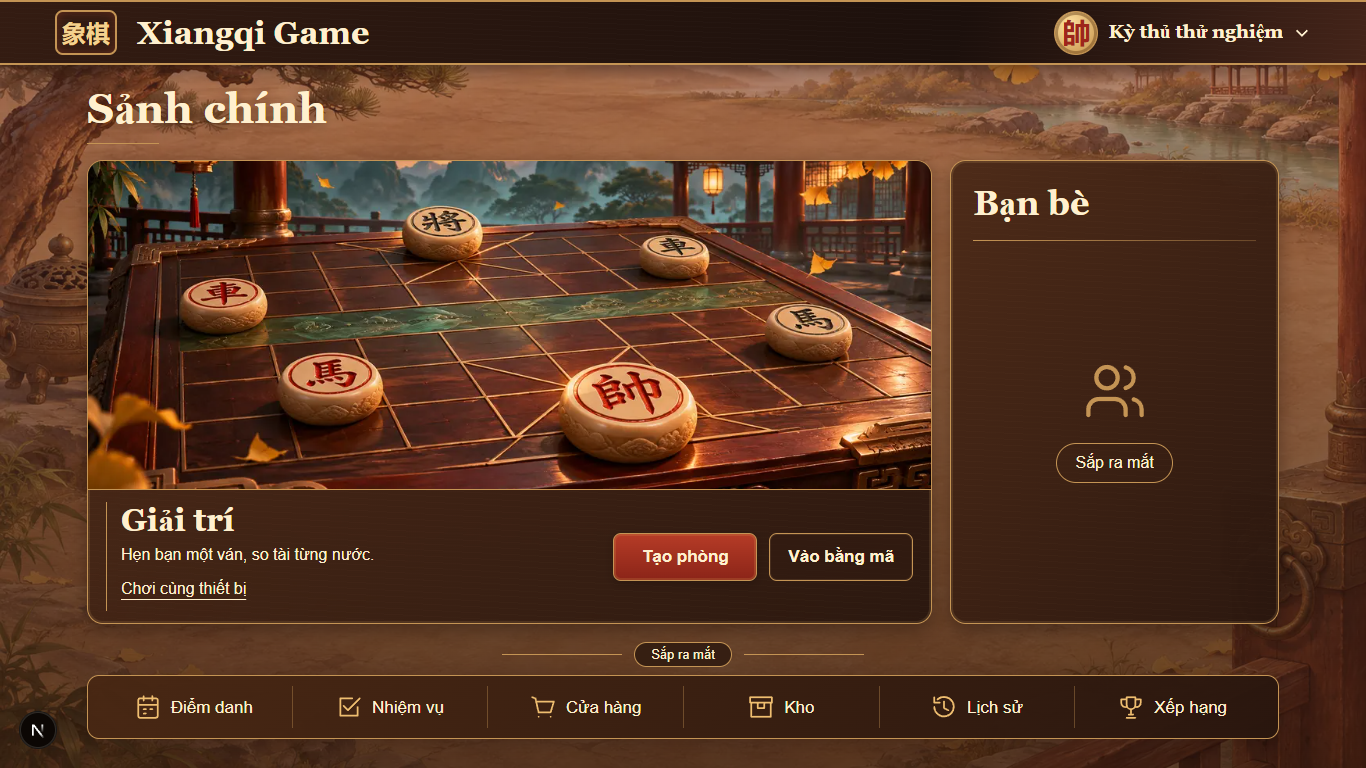 象棋 Xiangqi Game
帥 Kỳ thủ thử nghiệm
Sảnh chính
將
車
車
馬
馬
帥
Giải trí
Hẹn bạn một ván, so tài từng nước.
Chơi cùng thiết bị
Tạo phòng
Vào bằng mã
Bạn bè
Sắp ra mắt
Sắp ra mắt
Điểm danh
Nhiệm vụ
Cửa hàng
Kho
Lịch sử
Xếp hạng
N